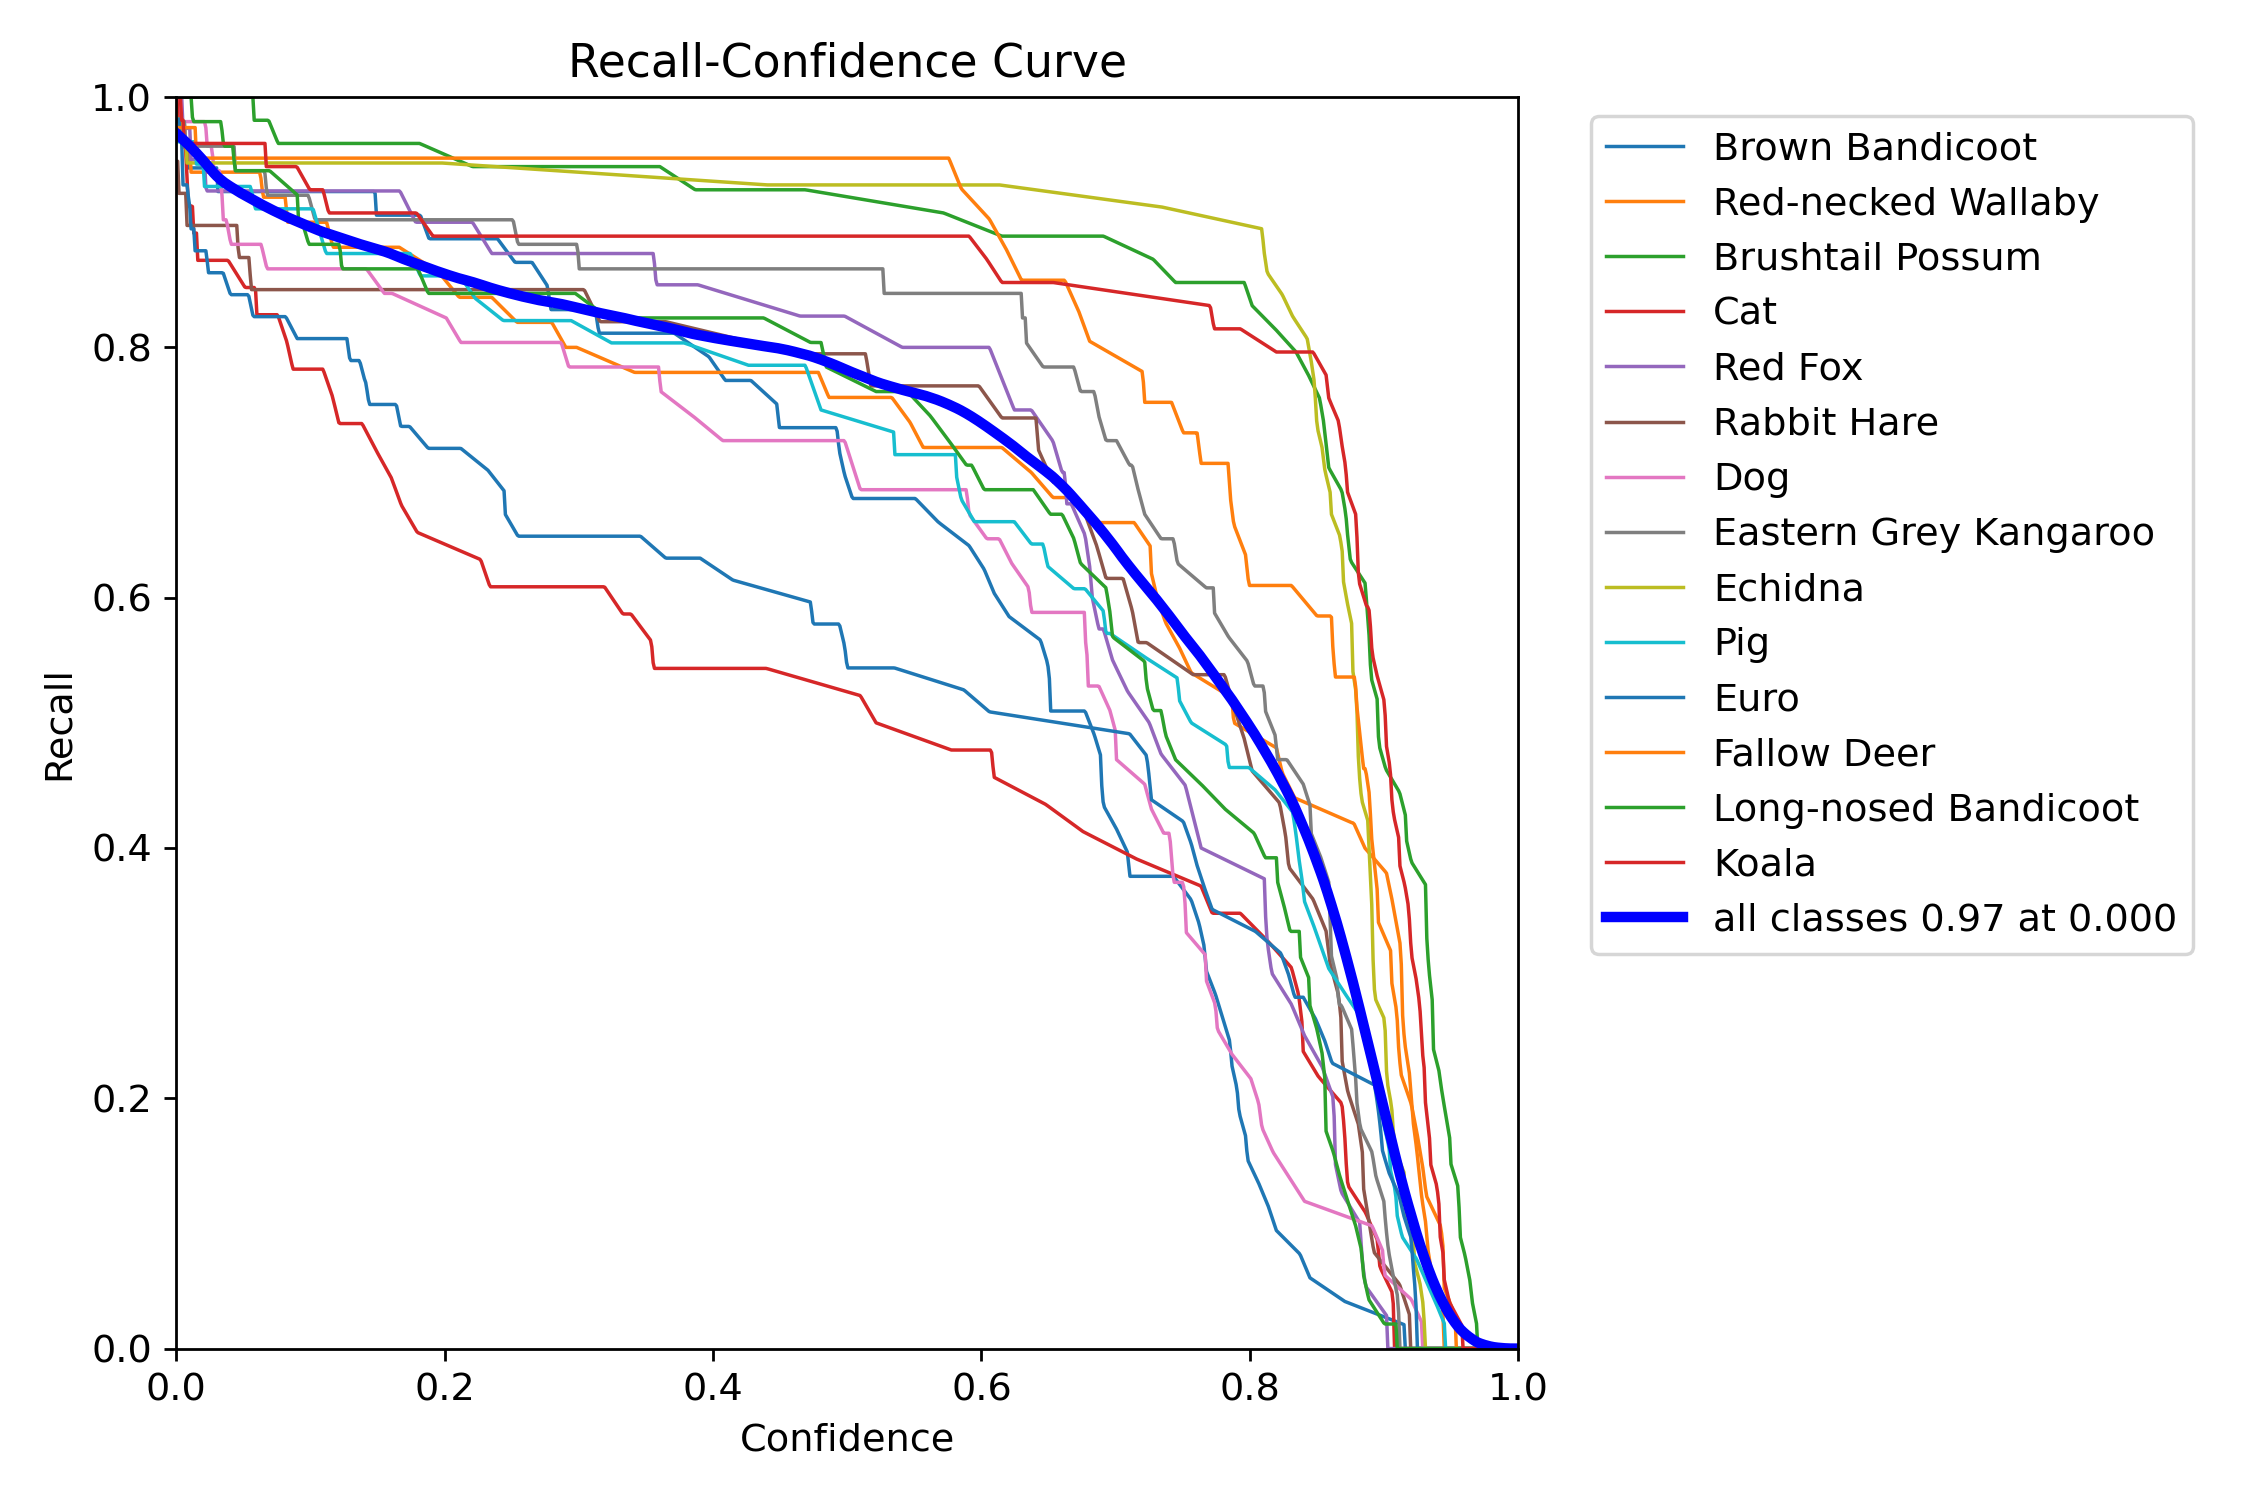 Recall-Confidence Curve
1.0
0.8
0.6
0.4
0.2
0.0
Recall
0.0 0.2 0.4 0.6 0.8 1.0
Confidence
Brown Bandicoot
Red-necked Wallaby
Brushtail Possum
Cat
Red Fox
Rabbit Hare
Dog
Eastern Grey Kangaroo
Echidna
Pig
Euro
Fallow Deer
Long-nosed Bandicoot
Koala
all classes 0.97 at 0.000